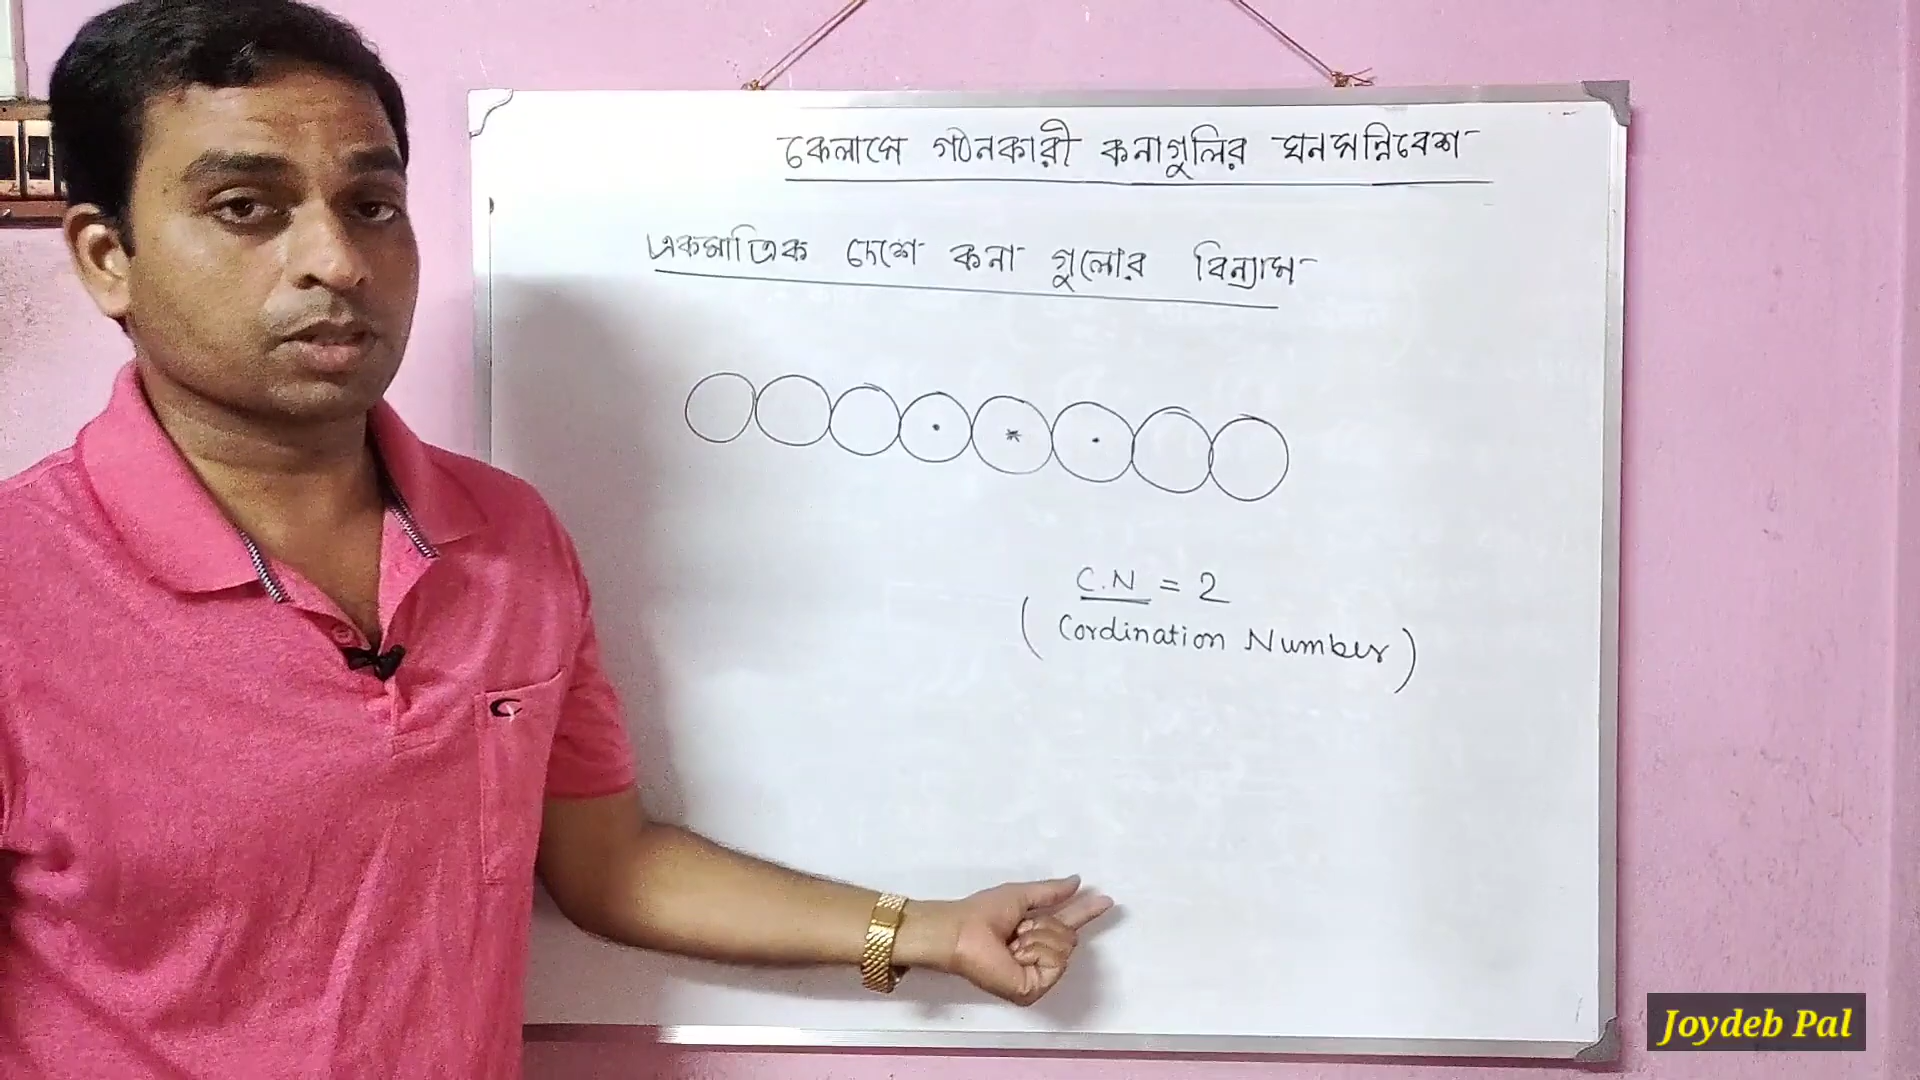 কেলাসে গঠনকারী কনাগুলির ঘনসন্নিবেশ
একমাত্রিক দেশে কনা গুলোর বিন্যাস
C.N = 2
(Cordination Number)
Joydeb Pal